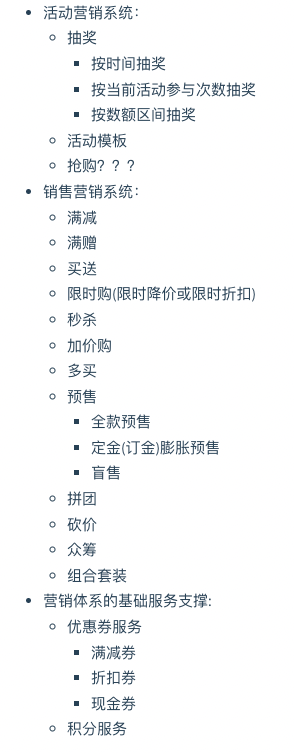 活动营销系统：
抽奖
按时间抽奖
按当前活动参与次数抽奖
按数额区间抽奖
活动模板
抢购？？？
销售营销系统：
满减
满赠
买送
限时购(限时降价或限时折扣)
秒杀
加价购
多买
预售
全款预售
定金(订金)膨胀预售
盲售
拼团
砍价
众筹
组合套装
营销体系的基础服务支撑:
优惠券服务
满减券
折扣券
现金券
积分服务